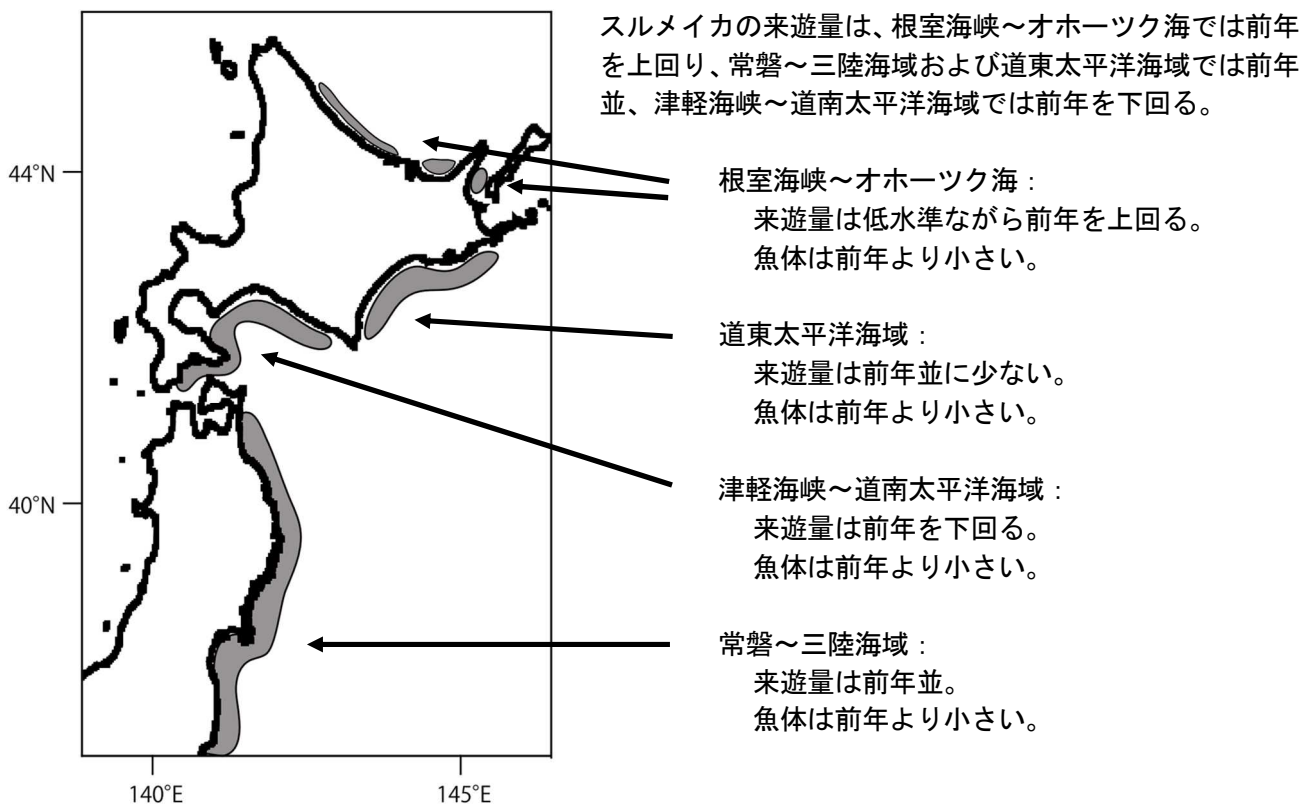 スルメイカの来遊量は、根室海峡～オホーツク海では前年
を上回り、常磐～三陸海域および道東太平洋海域では前年
並、津軽海峡～道南太平洋海域では前年を下回る。
44°N
根室海峡～オホーツク海：
来遊量は低水準ながら前年を上回る。
魚体は前年より小さい。
道東太平洋海域：
来遊量は前年並に少ない。
魚体は前年より小さい。
40°N
津軽海峡～道南太平洋海域：
来遊量は前年を下回る。
魚体は前年より小さい。
常磐～三陸海域：
来遊量は前年並。
魚体は前年より小さい。
140°E
145°E